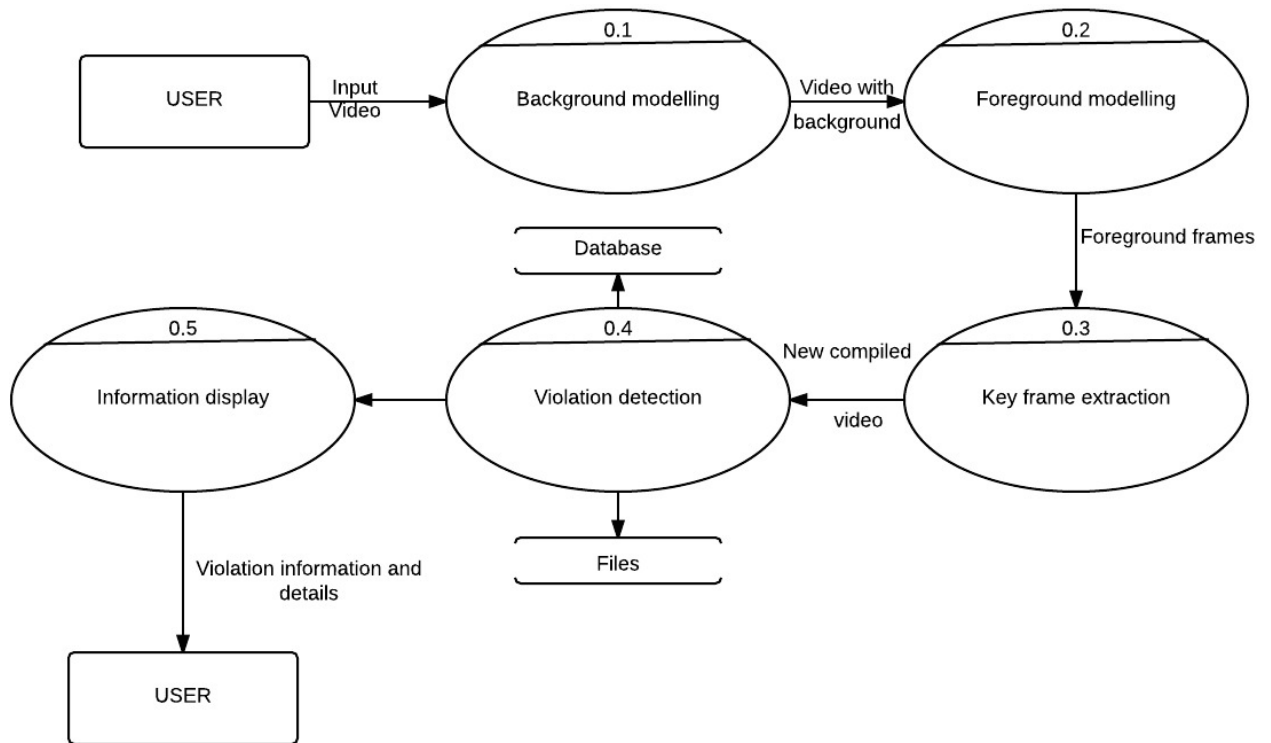 0.1
0.2
USER
Input
Video
Background modelling
Video with
background
Foreground modelling
Foreground frames
Database
0.5
0.4
0.3
Information display
Violation detection
New compiled
video
Key frame extraction
Files
Violation information and
details
USER